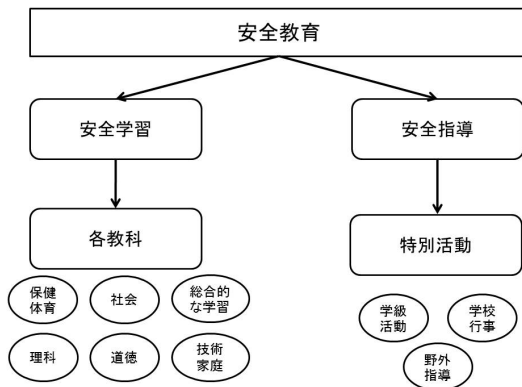 安全教育
安全学習
安全指導
各教科
特別活動
保健
体育
社会
総合的
な学習
理科
道徳
技術
家庭
学級
活動
学校
行事
野外
指導